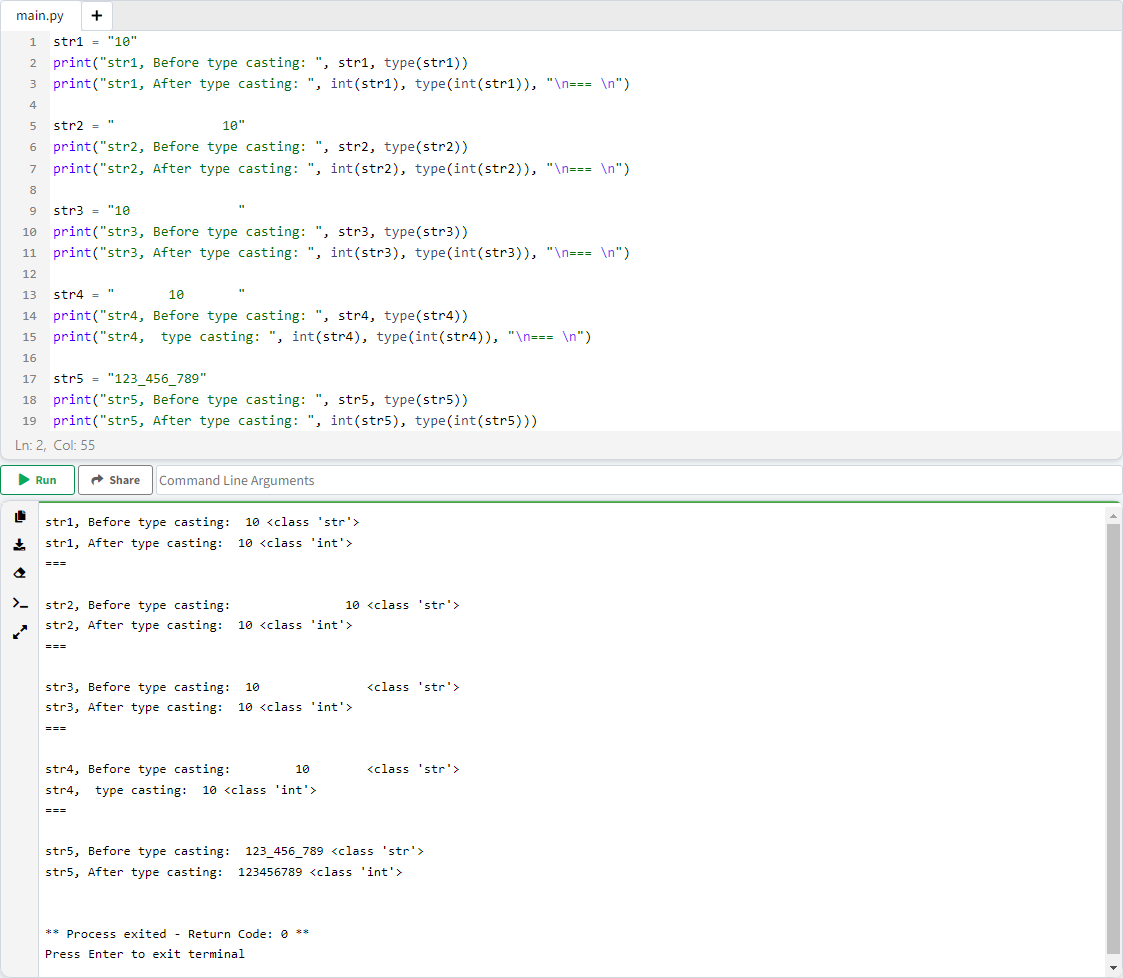 main.py +
1 str1 = "10"
2 print("str1, Before type casting: ", str1, type(str1))
3 print("str1, After type casting: ", int(str1), type(int(str1)), "\n=== \n")
4
5 str2 = "              10"
6 print("str2, Before type casting: ", str2, type(str2))
7 print("str2, After type casting: ", int(str2), type(int(str2)), "\n=== \n")
8
9 str3 = "10              "
10 print("str3, Before type casting: ", str3, type(str3))
11 print("str3, After type casting: ", int(str3), type(int(str3)), "\n=== \n")
12
13 str4 = "       10       "
14 print("str4, Before type casting: ", str4, type(str4))
15 print("str4,  type casting: ", int(str4), type(int(str4)), "\n=== \n")
16
17 str5 = "123_456_789"
18 print("str5, Before type casting: ", str5, type(str5))
19 print("str5, After type casting: ", int(str5), type(int(str5)))
Ln: 2, Col: 55
Run Share Command Line Arguments
str1, Before type casting:  10 <class 'str'>
str1, After type casting:  10 <class 'int'>
===
str2, Before type casting:                10 <class 'str'>
str2, After type casting:  10 <class 'int'>
===
str3, Before type casting:  10               <class 'str'>
str3, After type casting:  10 <class 'int'>
===
str4, Before type casting:         10        <class 'str'>
str4,  type casting:  10 <class 'int'>
===
str5, Before type casting:  123_456_789 <class 'str'>
str5, After type casting:  123456789 <class 'int'>
** Process exited - Return Code: 0 **
Press Enter to exit terminal